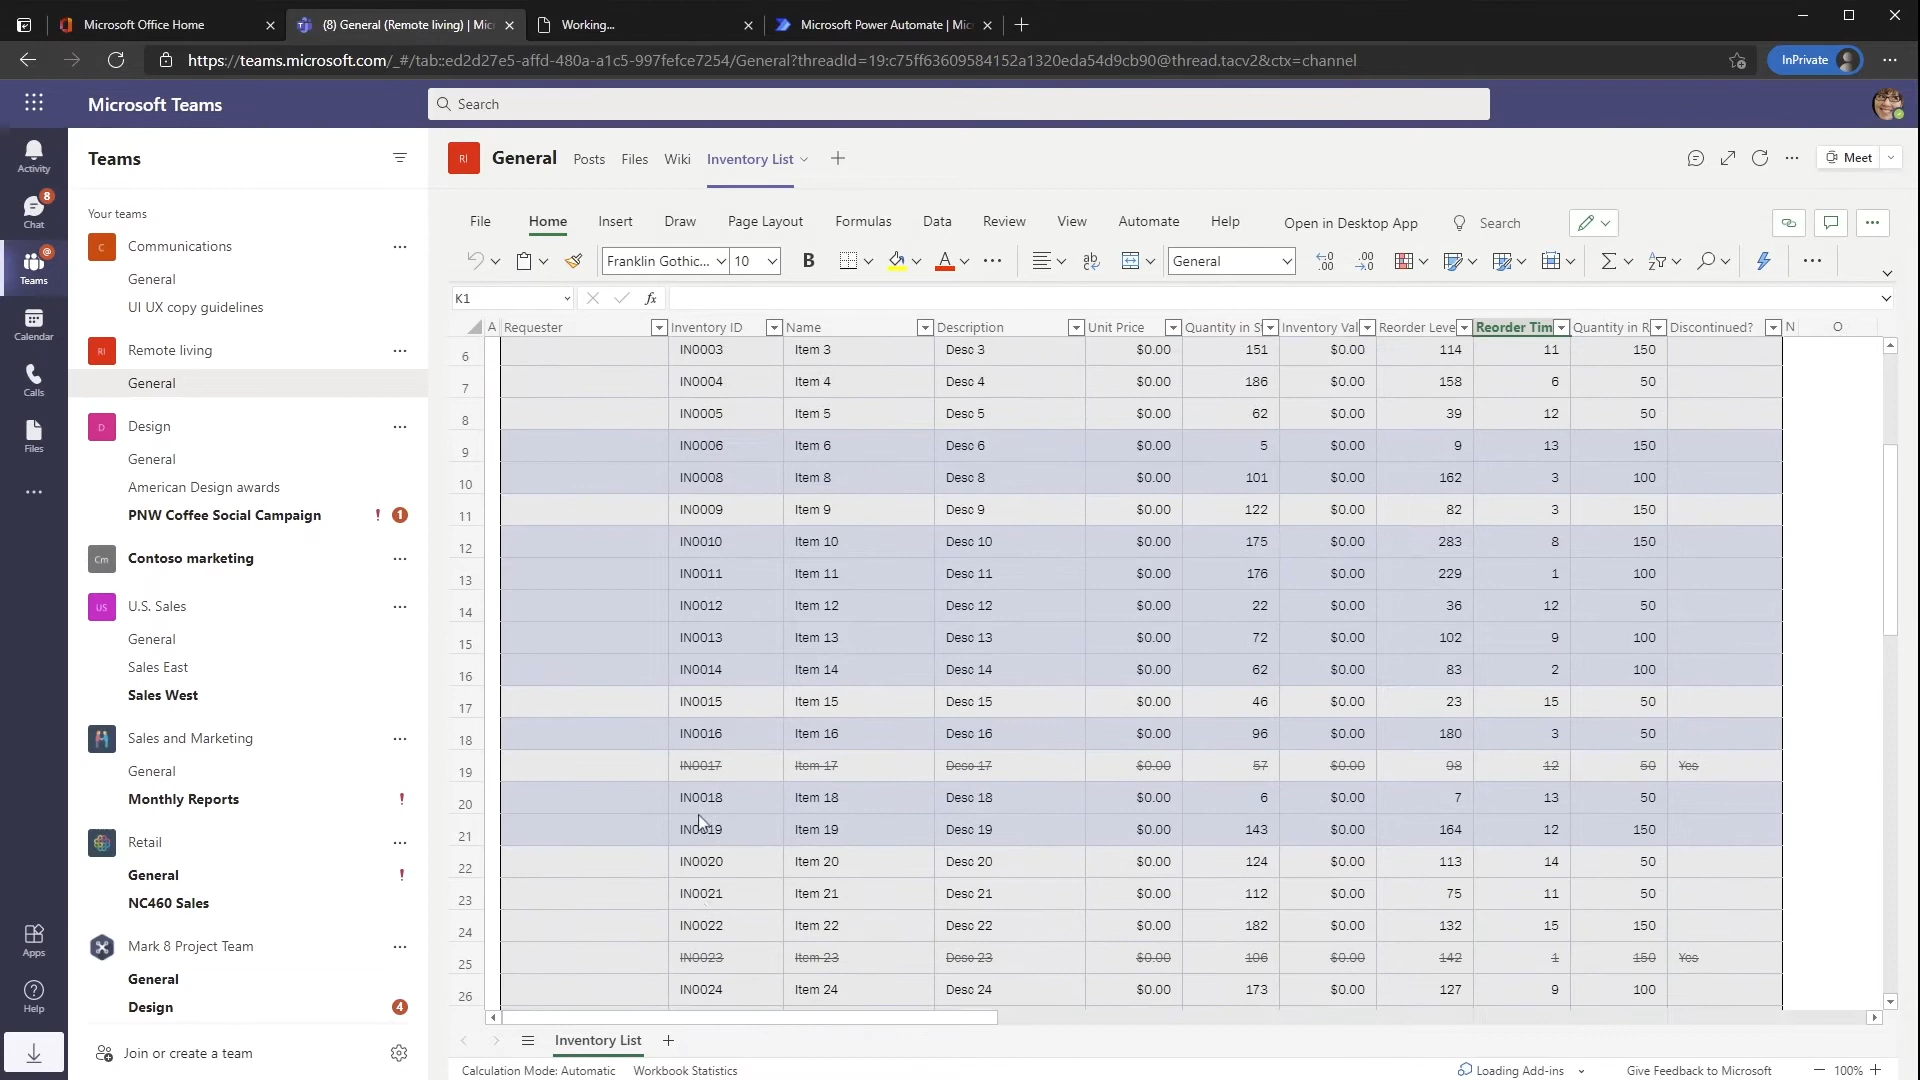 Microsoft Office Home
(8) General (Remote living) | Mic
Working...
Microsoft Power Automate | Mic
https://teams.microsoft.com/_#/tab::ed2d27e5-affd-480a-a1c5-997fefce7254/General?threadId=19:c75ff63609584152a1320eda54d9cb90@thread.tacv2&ctx=channel
InPrivate
Microsoft Teams
Search
Activity
8
Chat
@
Teams
Calendar
Calls
Files
Apps
Help
Teams
Your teams
C Communications
General
UI UX copy guidelines
Rl Remote living
General
D Design
General
American Design awards
PNW Coffee Social Campaign ! 1
Cm Contoso marketing
US U.S. Sales
General
Sales East
Sales West
Sales and Marketing
General
Monthly Reports !
Retail
General !
NC460 Sales
Mark 8 Project Team
General
Design 4
Join or create a team
Rl General Posts Files Wiki Inventory List
Meet
File Home Insert Draw Page Layout Formulas Data Review View Automate Help Open in Desktop App Search
Franklin Gothic... 10 B A ab General
K1 fx
A Requester Inventory ID Name Description Unit Price Quantity in S Inventory Val Reorder Leve Reorder Tim Quantity in R Discontinued? N O
6 IN0003 Item 3 Desc 3 $0.00 151 $0.00 114 11 150
7 IN0004 Item 4 Desc 4 $0.00 186 $0.00 158 6 50
8 IN0005 Item 5 Desc 5 $0.00 62 $0.00 39 12 50
9 IN0006 Item 6 Desc 6 $0.00 5 $0.00 9 13 150
10 IN0008 Item 8 Desc 8 $0.00 101 $0.00 162 3 100
11 IN0009 Item 9 Desc 9 $0.00 122 $0.00 82 3 150
12 IN0010 Item 10 Desc 10 $0.00 175 $0.00 283 8 150
13 IN0011 Item 11 Desc 11 $0.00 176 $0.00 229 1 100
14 IN0012 Item 12 Desc 12 $0.00 22 $0.00 36 12 50
15 IN0013 Item 13 Desc 13 $0.00 72 $0.00 102 9 100
16 IN0014 Item 14 Desc 14 $0.00 62 $0.00 83 2 100
17 IN0015 Item 15 Desc 15 $0.00 46 $0.00 23 15 50
18 IN0016 Item 16 Desc 16 $0.00 96 $0.00 180 3 50
19 IN0017 Item 17 Desc 17 $0.00 57 $0.00 98 12 50 Yes
20 IN0018 Item 18 Desc 18 $0.00 6 $0.00 7 13 50
21 IN0019 Item 19 Desc 19 $0.00 143 $0.00 164 12 150
22 IN0020 Item 20 Desc 20 $0.00 124 $0.00 113 14 50
23 IN0021 Item 21 Desc 21 $0.00 112 $0.00 75 11 50
24 IN0022 Item 22 Desc 22 $0.00 182 $0.00 132 15 150
25 IN0023 Item 23 Desc 23 $0.00 106 $0.00 142 1 150 Yes
26 IN0024 Item 24 Desc 24 $0.00 173 $0.00 127 9 100
Inventory List
Calculation Mode: Automatic Workbook Statistics Loading Add-ins Give Feedback to Microsoft 100%